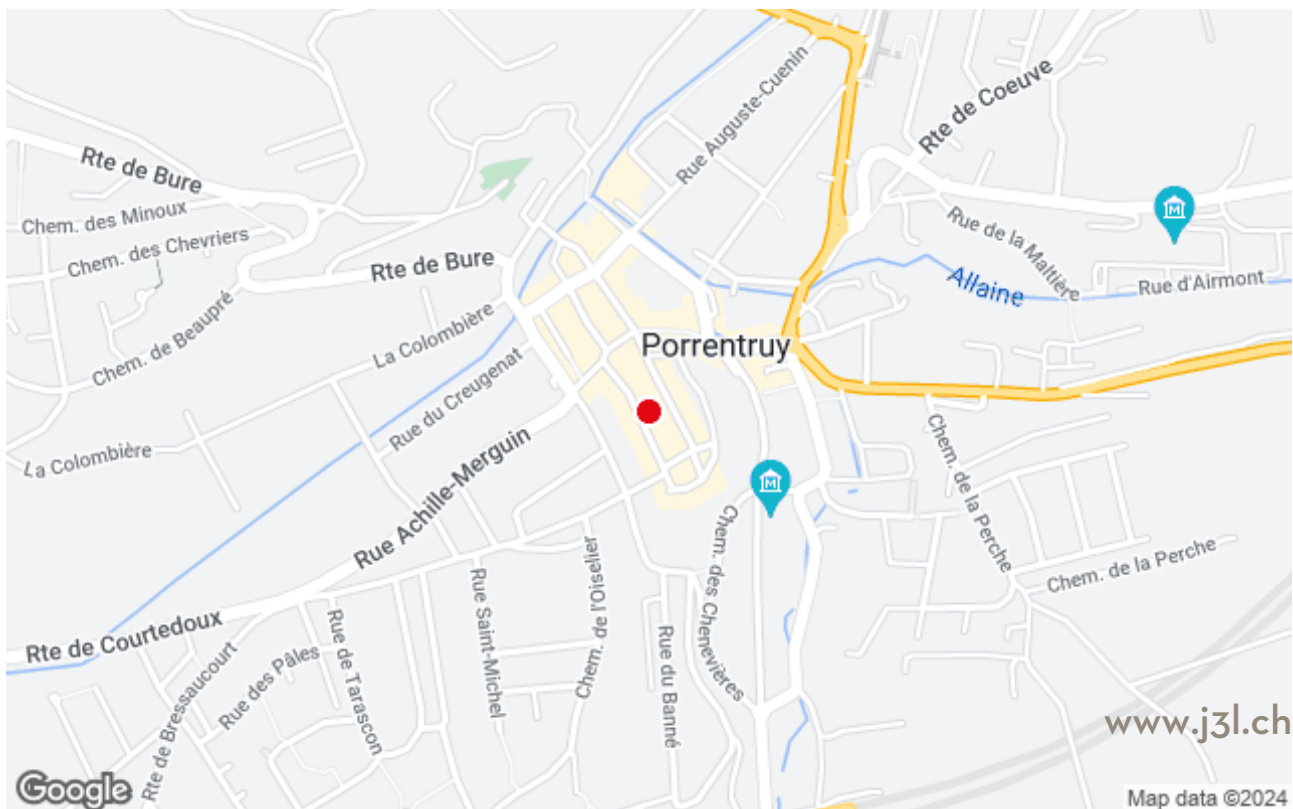 Rue Auguste-Cuenin
Rte de Coeuve
Rte de Bure
Chem. des Minoux
Chem. des Chevriers
Rte de Bure
Rue de la Maltière
Allaine
Rue d'Airmont
Chem. de Beaupré
La Colombière
Porrentruy
Rue du Creugenat
La Colombière
Rue Achille-Merguin
Chem. de la Perche
Chem. des Chenevières
Chem. de l'Oiselier
Chem. de la Perche
Rue Saint-Michel
Rte de Courtedoux
Rue de Tarascon
Rue du Banné
Rue des Pâles
Rte de Bressaucourt
www.j3l.ch
Google
Map data ©2024